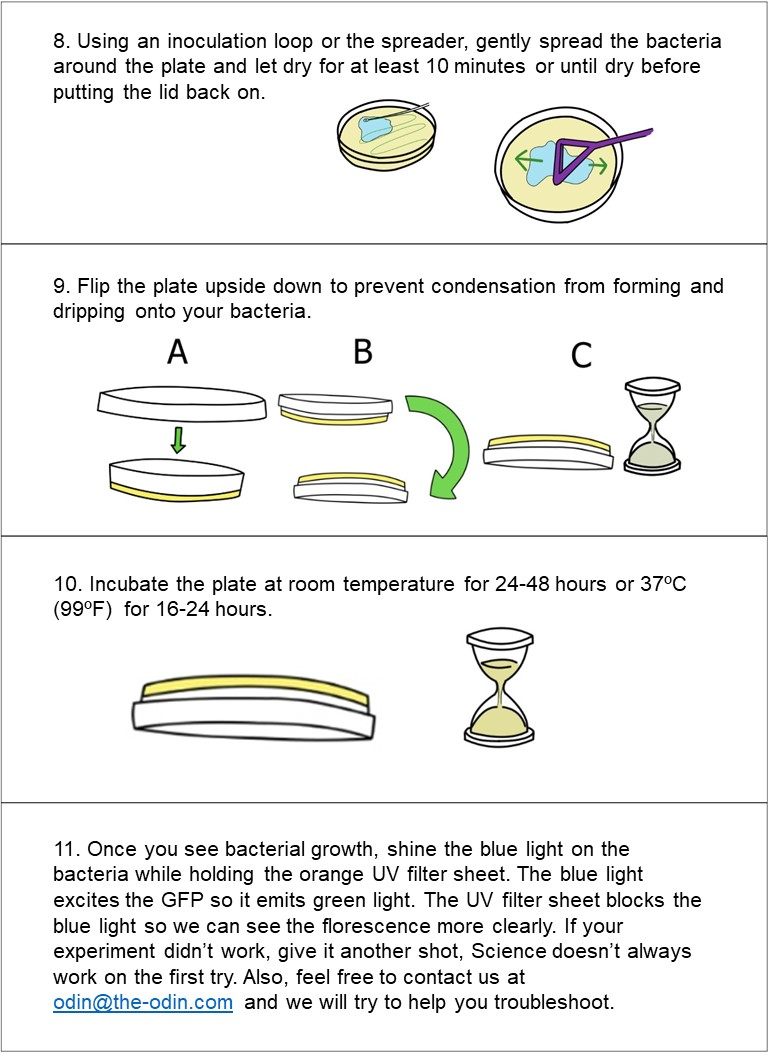 8. Using an inoculation loop or the spreader, gently spread the bacteria
around the plate and let dry for at least 10 minutes or until dry before
putting the lid back on.
9. Flip the plate upside down to prevent condensation from forming and
dripping onto your bacteria.
A B C
10. Incubate the plate at room temperature for 24-48 hours or 37ºC
(99ºF) for 16-24 hours.
11. Once you see bacterial growth, shine the blue light on the
bacteria while holding the orange UV filter sheet. The blue light
excites the GFP so it emits green light. The UV filter sheet blocks the
blue light so we can see the florescence more clearly. If your
experiment didn’t work, give it another shot, Science doesn’t always
work on the first try. Also, feel free to contact us at
odin@the-odin.com and we will try to help you troubleshoot.